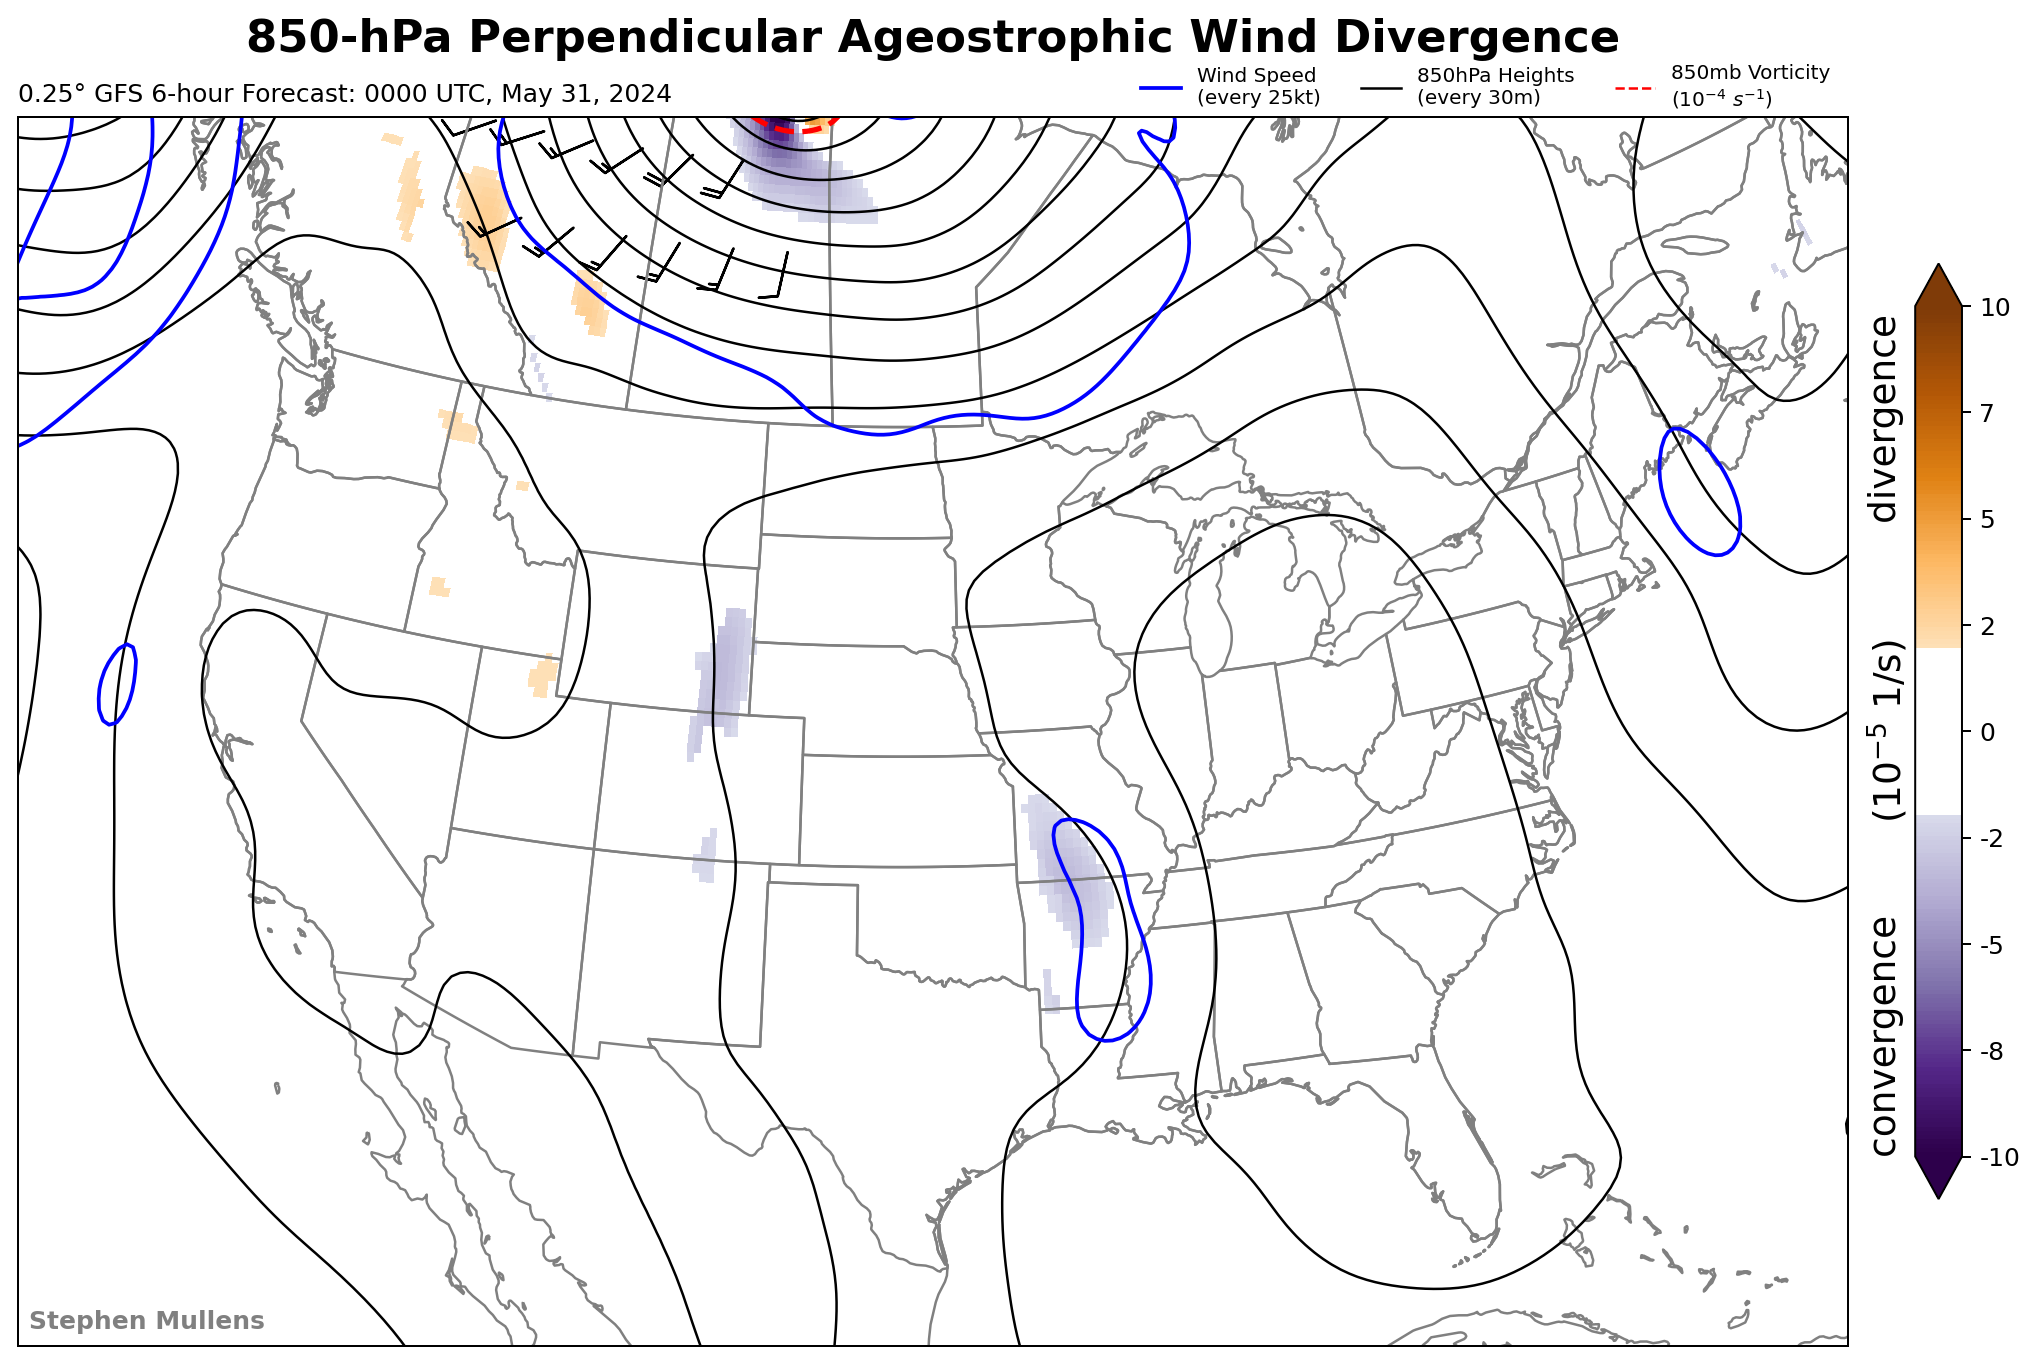 850-hPa Perpendicular Ageostrophic Wind Divergence
0.25° GFS 6-hour Forecast: 0000 UTC, May 31, 2024
Wind Speed
(every 25kt)
850hPa Heights
(every 30m)
850mb Vorticity
(10⁻⁴ s⁻¹)
10
7
5
2
0
-2
-5
-8
-10
convergence (10⁻⁵ 1/s) divergence
Stephen Mullens